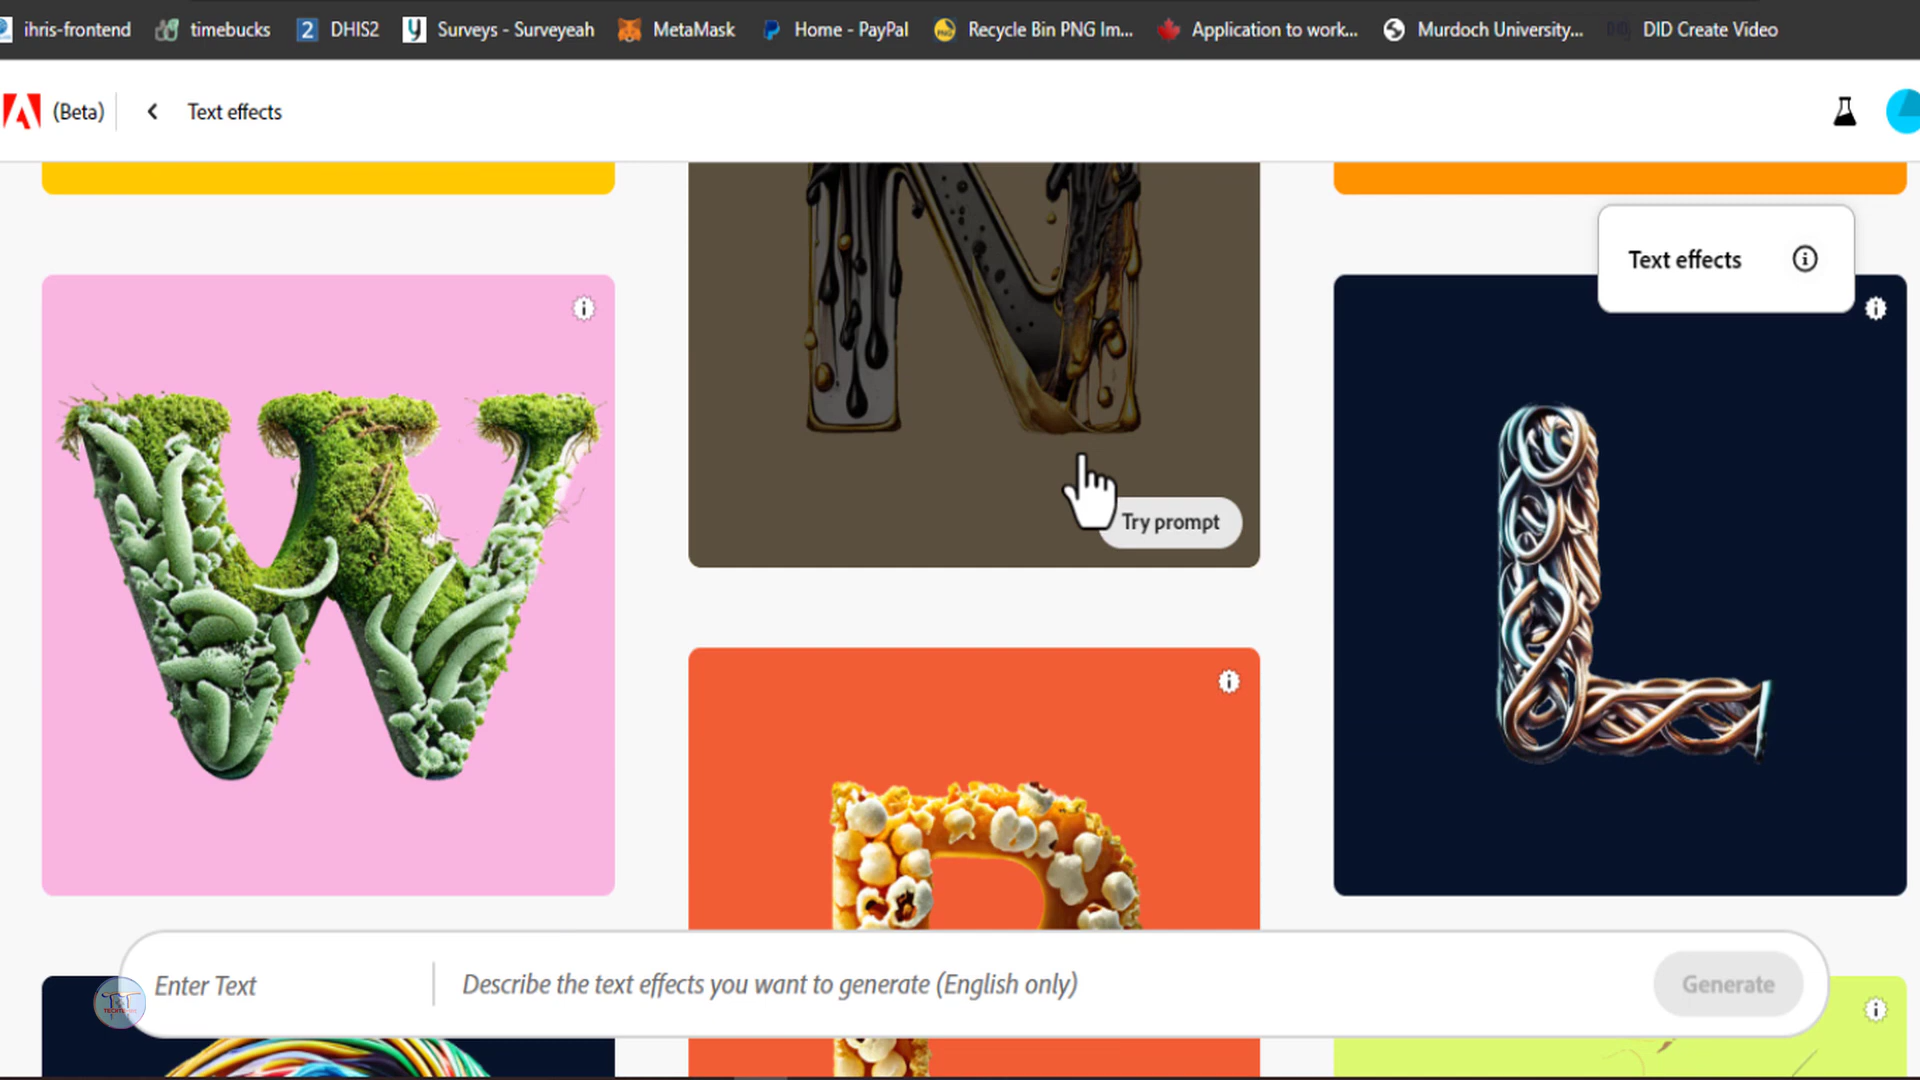 ihris-frontend
timebucks
2 DHIS2
Surveys - Surveyeah
MetaMask
Home - PayPal
PNG Recycle Bin PNG Im...
Application to work...
Murdoch University...
DID Create Video
(Beta)
Text effects
N
Text effects
W
Try prompt
L
P
Enter Text
Describe the text effects you want to generate (English only)
Generate